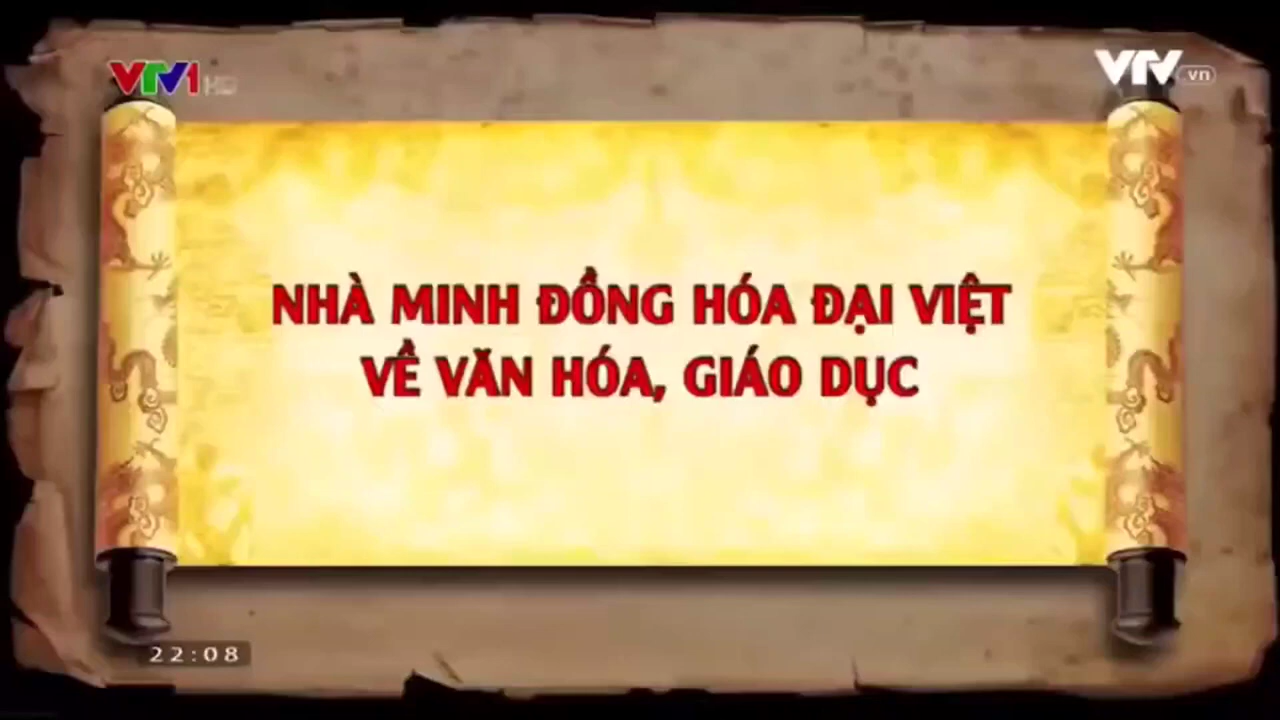 VTV1 HD
VTV.vn
NHÀ MINH ĐỒNG HÓA ĐẠI VIỆT
VỀ VĂN HÓA, GIÁO DỤC
22:08